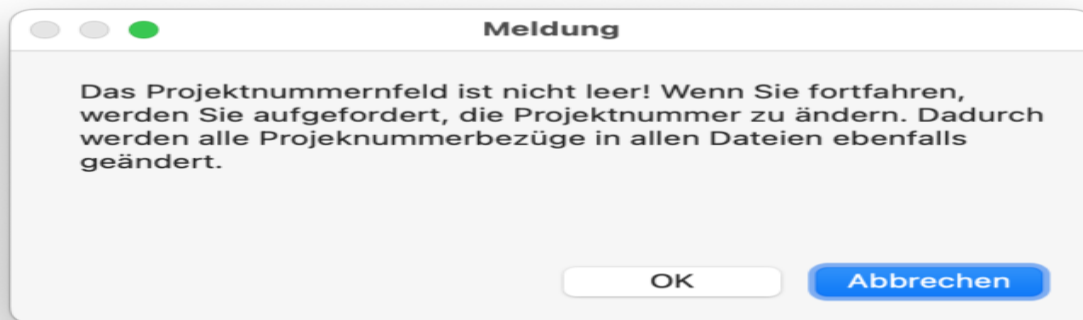 Meldung
Das Projektnummernfeld ist nicht leer! Wenn Sie fortfahren,
werden Sie aufgefordert, die Projektnummer zu ändern. Dadurch
werden alle Projeknummerbezüge in allen Dateien ebenfalls
geändert.
OK Abbrechen